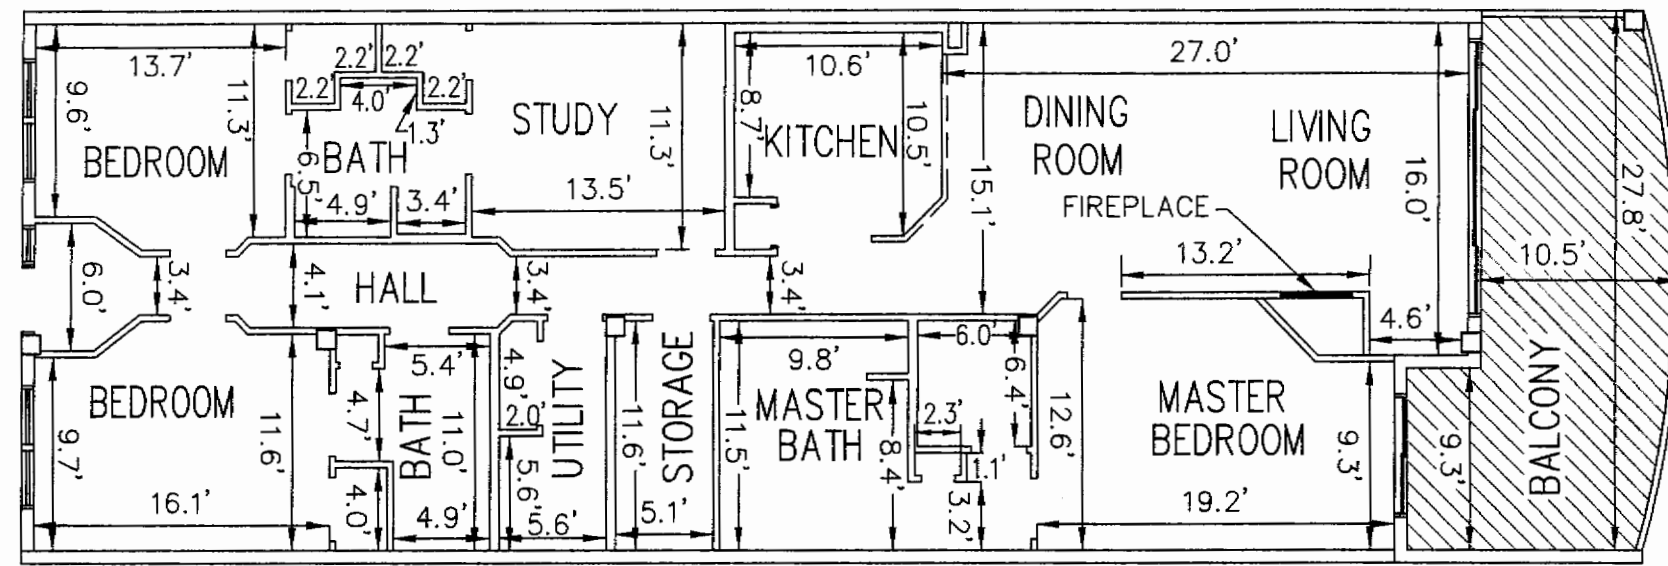 13.7'
9.6'
11.3'
BEDROOM
2.2'
2.2'
2.2'
2.2'
4.0'
1.3'
BATH
6.5'
4.9'
3.4'
STUDY
11.3'
13.5'
10.6'
8.7'
10.5'
KITCHEN
27.0'
DINING
ROOM
LIVING
ROOM
15.1'
16.0'
FIREPLACE
13.2'
4.6'
27.8'
10.5'
BALCONY
9.3'
6.0'
3.4'
4.1'
HALL
3.4'
3.4'
BEDROOM
9.7'
11.6'
16.1'
5.4'
4.7'
BATH
11.0'
4.0'
4.9'
4.9'
2.0'
UTILITY
5.6'
5.6'
11.6'
STORAGE
5.1'
9.8'
11.5'
MASTER
BATH
8.4'
6.0'
6.4'
2.3'
1.1'
3.2'
12.6'
MASTER
BEDROOM
9.3'
19.2'